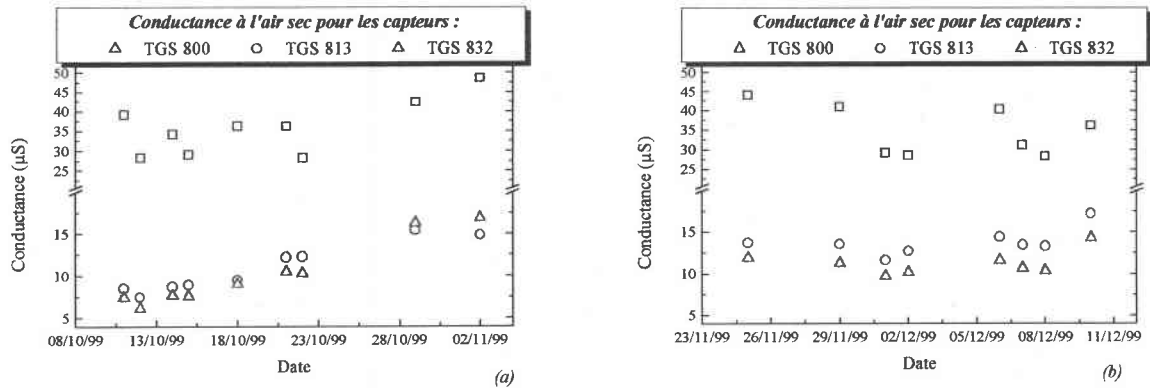 Conductance à l'air sec pour les capteurs :
TGS 800 TGS 813 TGS 832
50
45
40
35
30
25
15
10
5
Conductance (µS)
08/10/99 13/10/99 18/10/99 23/10/99 28/10/99 02/11/99
Date
(a)
Conductance à l'air sec pour les capteurs :
TGS 800 TGS 813 TGS 832
50
45
40
35
30
25
15
10
5
Conductance (µS)
23/11/99 26/11/99 29/11/99 02/12/99 05/12/99 08/12/99 11/12/99
Date
(b)